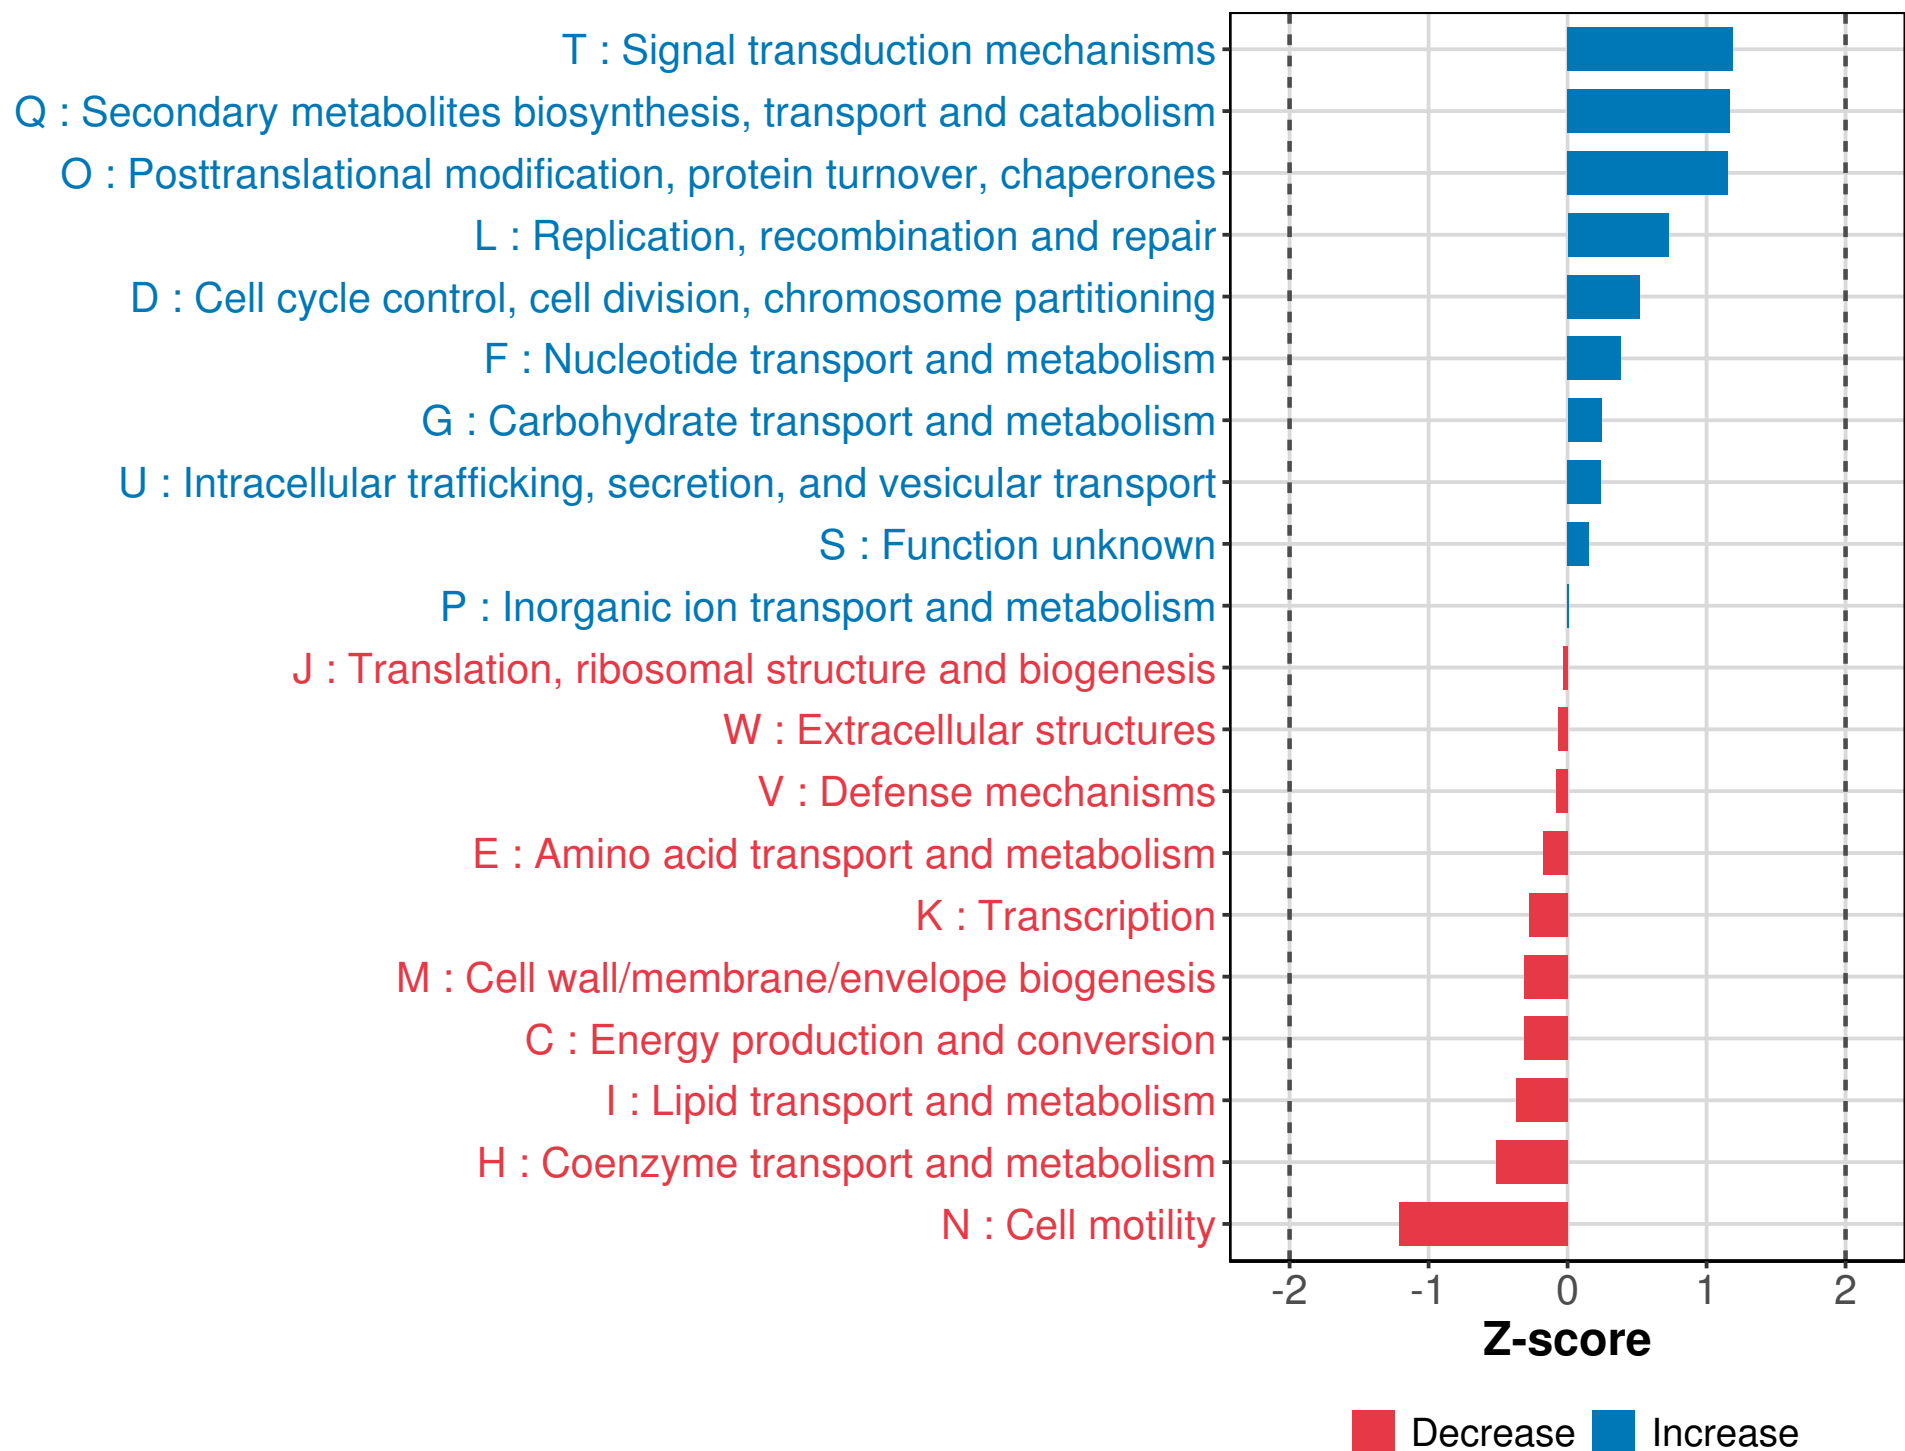 T : Signal transduction mechanisms
Q : Secondary metabolites biosynthesis, transport and catabolism
O : Posttranslational modification, protein turnover, chaperones
L : Replication, recombination and repair
D : Cell cycle control, cell division, chromosome partitioning
F : Nucleotide transport and metabolism
G : Carbohydrate transport and metabolism
U : Intracellular trafficking, secretion, and vesicular transport
S : Function unknown
P : Inorganic ion transport and metabolism
J : Translation, ribosomal structure and biogenesis
W : Extracellular structures
V : Defense mechanisms
E : Amino acid transport and metabolism
K : Transcription
M : Cell wall/membrane/envelope biogenesis
C : Energy production and conversion
I : Lipid transport and metabolism
H : Coenzyme transport and metabolism
N : Cell motility
-2 -1 0 1 2
Z-score
Decrease Increase